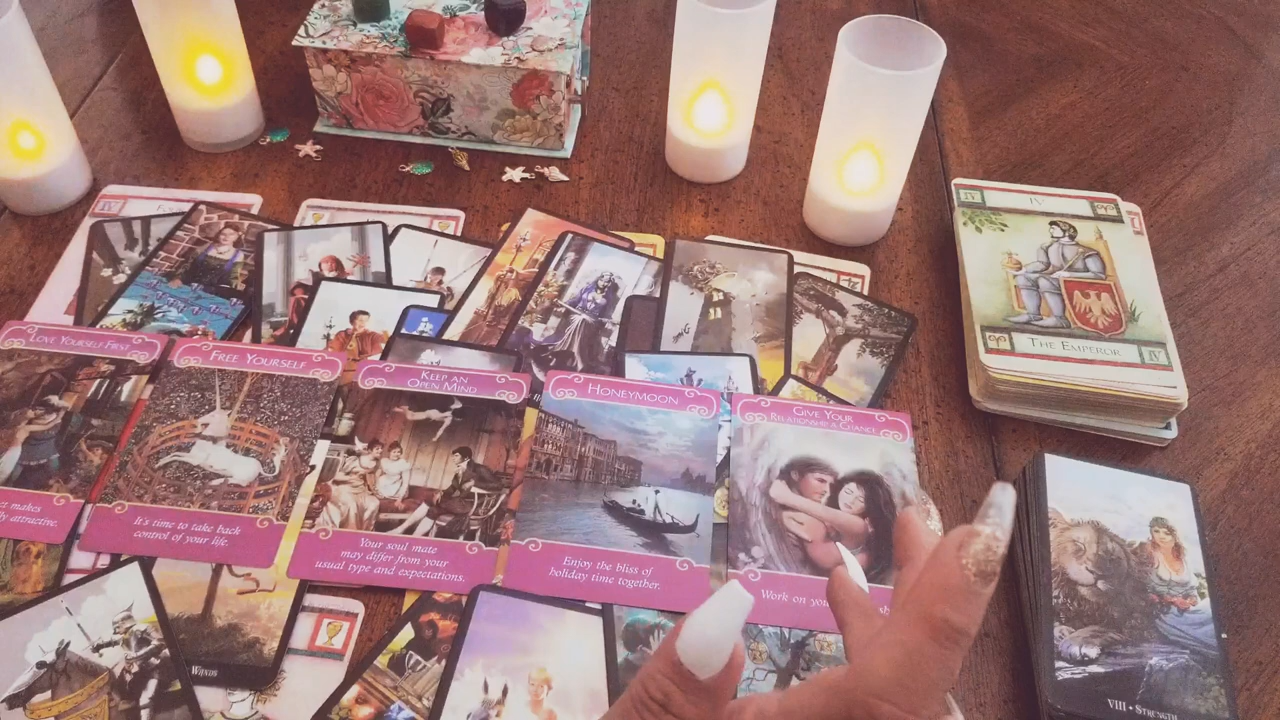 IV
IV
THE EMPEROR
IV
LOVE YOURSELF FIRST
makes
attractive.
FREE YOURSELF
It's time to take back
control of your life.
KEEP AN
OPEN MIND
Your soul mate
may differ from your
usual type and expectations.
HONEYMOON
Enjoy the bliss of
holiday time together.
GIVE YOUR
RELATIONSHIP A CHANCE
Work on
WANDS
VIII • STRENGTH